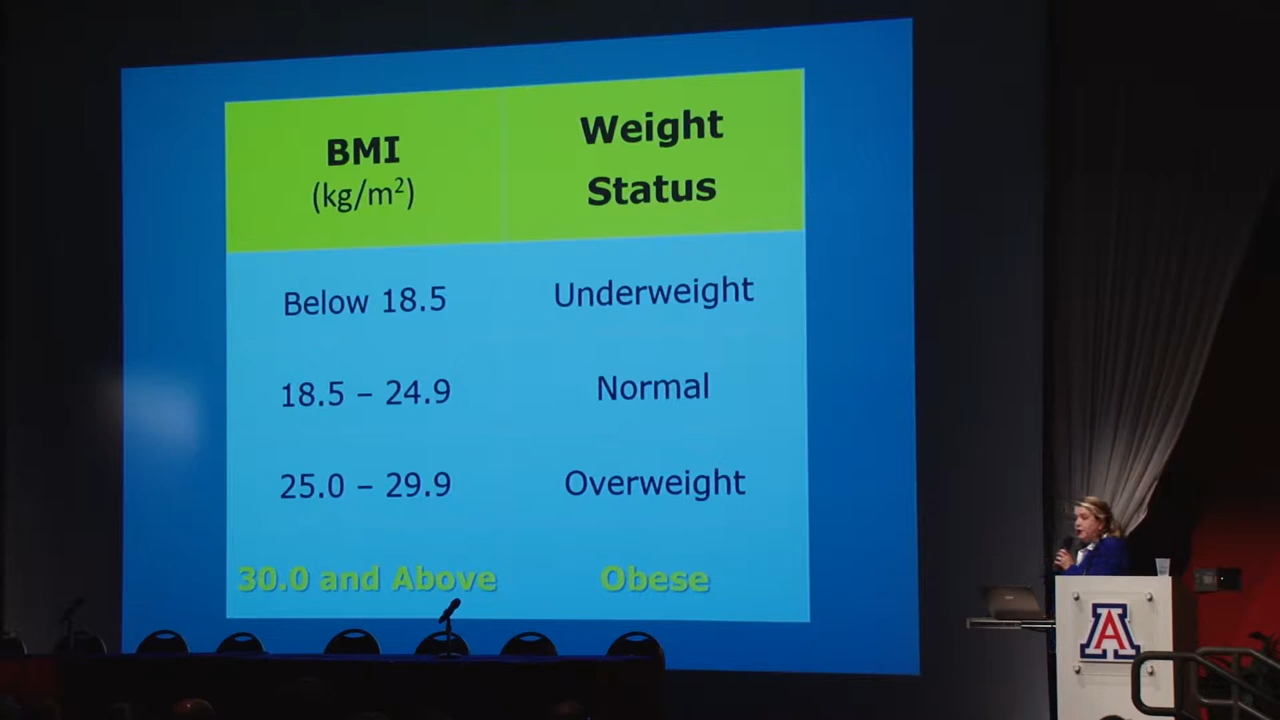 BMI
(kg/m²)
Weight
Status
Below 18.5
Underweight
18.5 – 24.9
Normal
25.0 – 29.9
Overweight
30.0 and Above
Obese
A